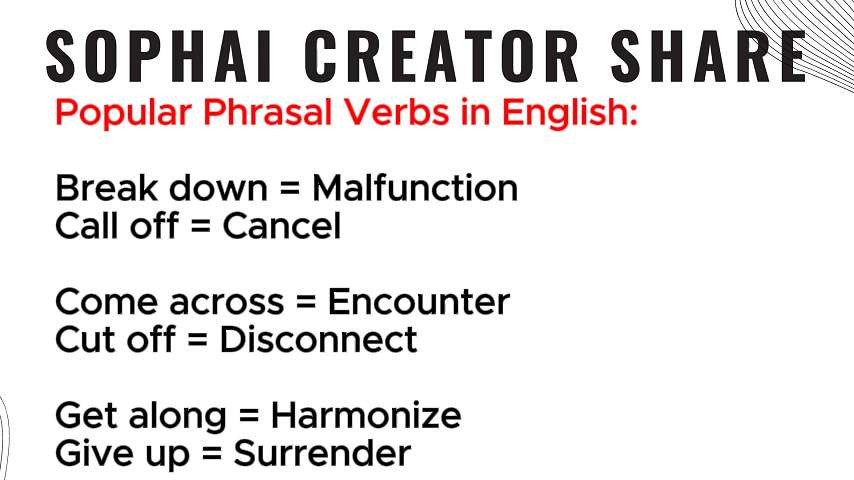 SOPHAI CREATOR SHARE
Popular Phrasal Verbs in English:
Break down = Malfunction
Call off = Cancel
Come across = Encounter
Cut off = Disconnect
Get along = Harmonize
Give up = Surrender